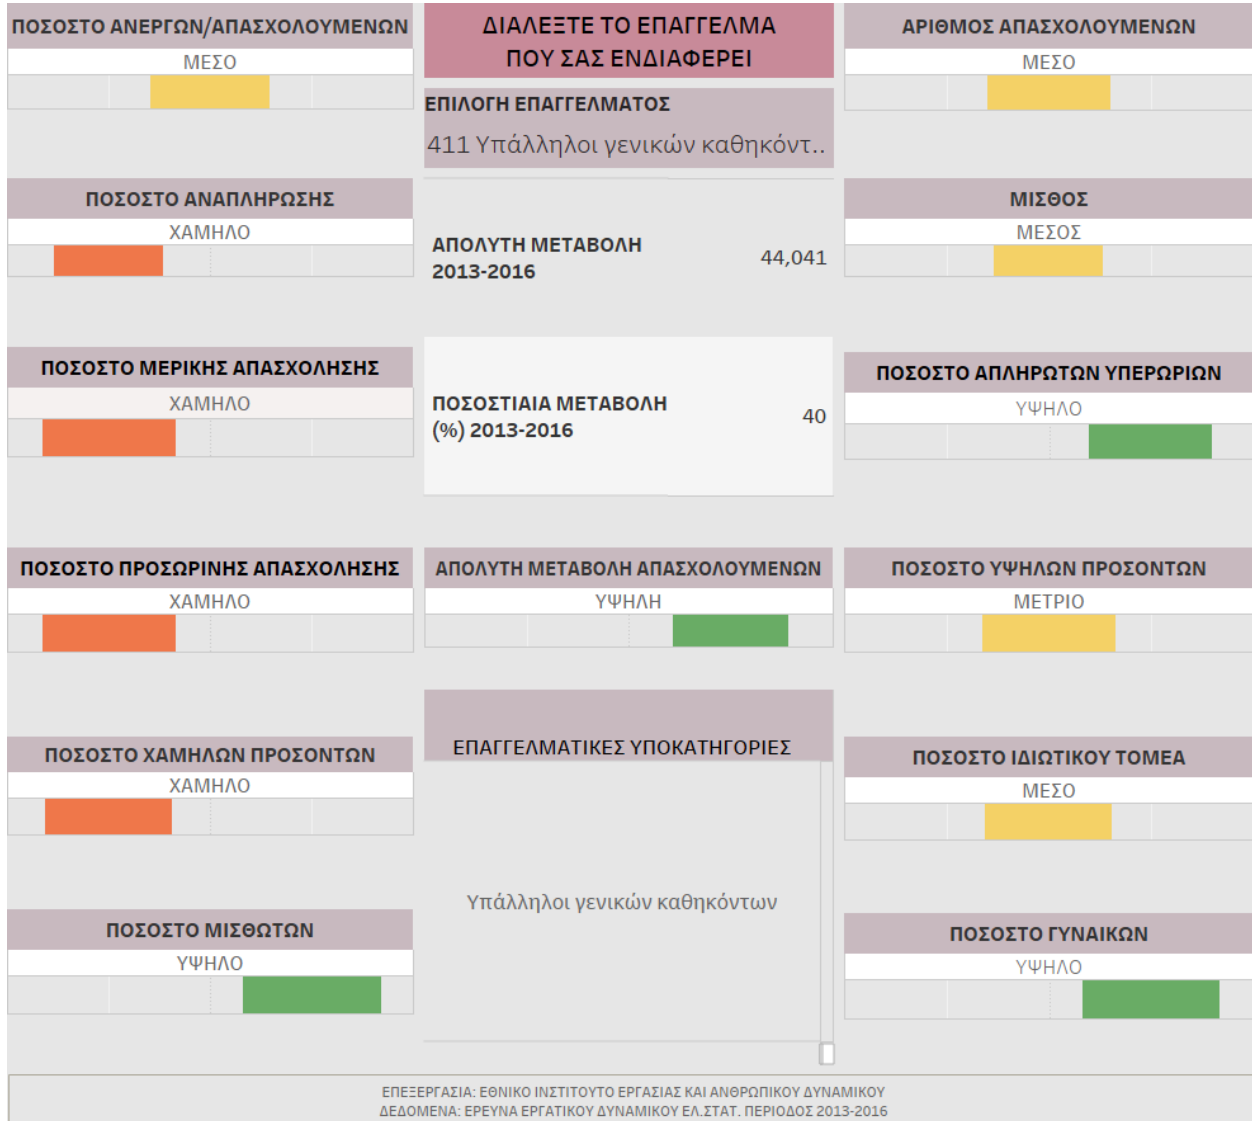 ΠΟΣΟΣΤΟ ΑΝΕΡΓΩΝ/ΑΠΑΣΧΟΛΟΥΜΕΝΩΝ
ΜΕΣΟ
ΠΟΣΟΣΤΟ ΑΝΑΠΛΗΡΩΣΗΣ
ΧΑΜΗΛΟ
ΠΟΣΟΣΤΟ ΜΕΡΙΚΗΣ ΑΠΑΣΧΟΛΗΣΗΣ
ΧΑΜΗΛΟ
ΠΟΣΟΣΤΟ ΠΡΟΣΩΡΙΝΗΣ ΑΠΑΣΧΟΛΗΣΗΣ
ΧΑΜΗΛΟ
ΠΟΣΟΣΤΟ ΧΑΜΗΛΩΝ ΠΡΟΣΟΝΤΩΝ
ΧΑΜΗΛΟ
ΠΟΣΟΣΤΟ ΜΙΣΘΩΤΩΝ
ΥΨΗΛΟ
ΔΙΑΛΕΞΤΕ ΤΟ ΕΠΑΓΓΕΛΜΑ
ΠΟΥ ΣΑΣ ΕΝΔΙΑΦΕΡΕΙ
ΕΠΙΛΟΓΗ ΕΠΑΓΓΕΛΜΑΤΟΣ
411 Υπάλληλοι γενικών καθηκόντ..
ΑΠΟΛΥΤΗ ΜΕΤΑΒΟΛΗ
2013-2016
44,041
ΠΟΣΟΣΤΙΑΙΑ ΜΕΤΑΒΟΛΗ
(%) 2013-2016
40
ΑΠΟΛΥΤΗ ΜΕΤΑΒΟΛΗ ΑΠΑΣΧΟΛΟΥΜΕΝΩΝ
ΥΨΗΛΗ
ΕΠΑΓΓΕΛΜΑΤΙΚΕΣ ΥΠΟΚΑΤΗΓΟΡΙΕΣ
Υπάλληλοι γενικών καθηκόντων
ΑΡΙΘΜΟΣ ΑΠΑΣΧΟΛΟΥΜΕΝΩΝ
ΜΕΣΟ
ΜΙΣΘΟΣ
ΜΕΣΟΣ
ΠΟΣΟΣΤΟ ΑΠΛΗΡΩΤΩΝ ΥΠΕΡΩΡΙΩΝ
ΥΨΗΛΟ
ΠΟΣΟΣΤΟ ΥΨΗΛΩΝ ΠΡΟΣΟΝΤΩΝ
ΜΕΤΡΙΟ
ΠΟΣΟΣΤΟ ΙΔΙΩΤΙΚΟΥ ΤΟΜΕΑ
ΜΕΣΟ
ΠΟΣΟΣΤΟ ΓΥΝΑΙΚΩΝ
ΥΨΗΛΟ
ΕΠΕΞΕΡΓΑΣΙΑ: ΕΘΝΙΚΟ ΙΝΣΤΙΤΟΥΤΟ ΕΡΓΑΣΙΑΣ ΚΑΙ ΑΝΘΡΩΠΙΚΟΥ ΔΥΝΑΜΙΚΟΥ
ΔΕΔΟΜΕΝΑ: ΕΡΕΥΝΑ ΕΡΓΑΤΙΚΟΥ ΔΥΝΑΜΙΚΟΥ ΕΛ.ΣΤΑΤ. ΠΕΡΙΟΔΟΣ 2013-2016